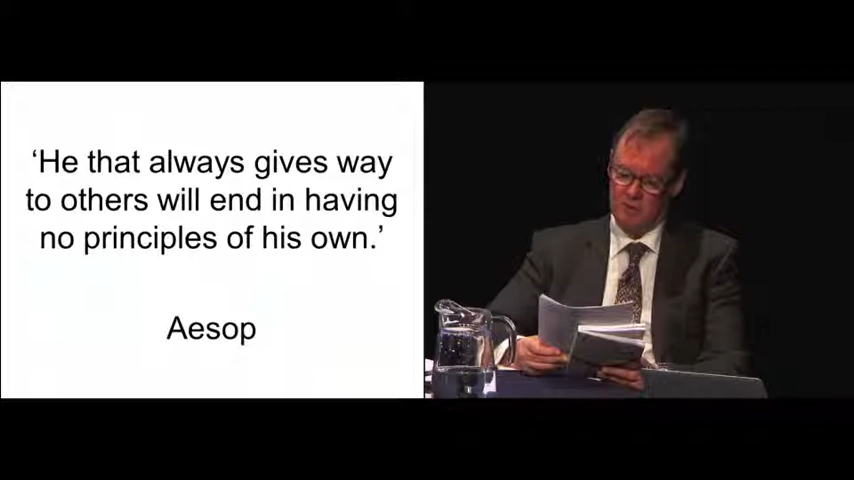 ‘He that always gives way
to others will end in having
no principles of his own.’
Aesop